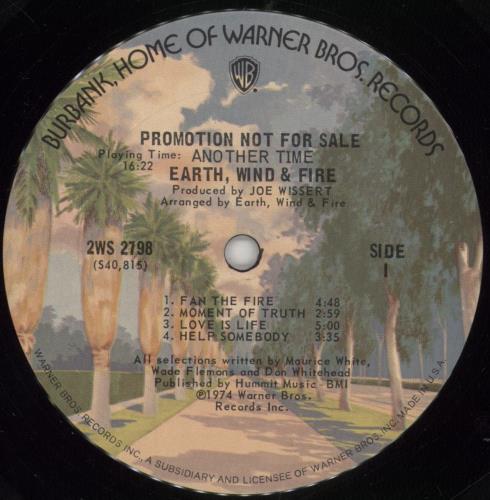 BURBANK, HOME OF WARNER BROS. RECORDS
WB
PROMOTION NOT FOR SALE
Playing Time: ANOTHER TIME
16:22
EARTH, WIND & FIRE
Produced by JOE WISSERT
Arranged by Earth, Wind & Fire
2WS 2798
SIDE
(S40,815)
1
1. FAN THE FIRE 4:48
2. MOMENT OF TRUTH 2:59
3. LOVE IS LIFE 5:00
4. HELP SOMEBODY 3:35
All selections written by Maurice White,
Wade Flemons and Don Whitehead
Published by Hummit Music - BMI
℗1974 Warner Bros.
Records Inc.
WARNER BROS. RECORDS INC., A SUBSIDIARY AND LICENSEE OF WARNER BROS. INC. MADE IN U.S.A.